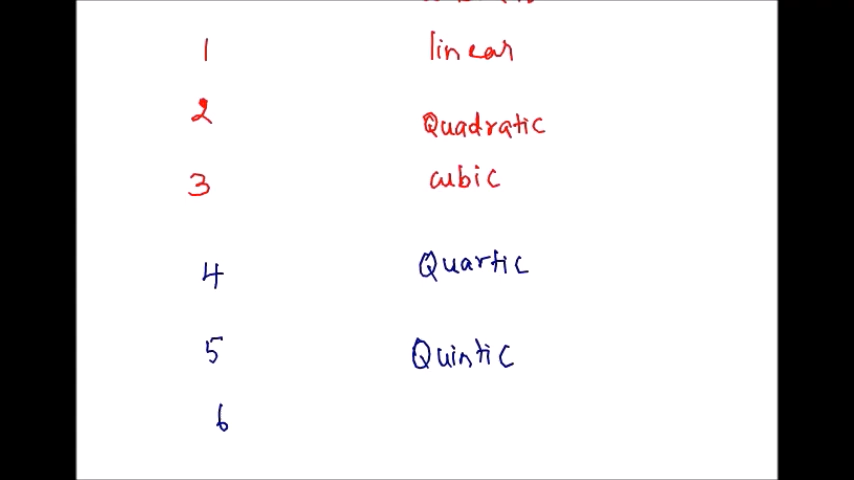 1 linear
2 Quadratic
3 cubic
4 Quartic
5 Quintic
6